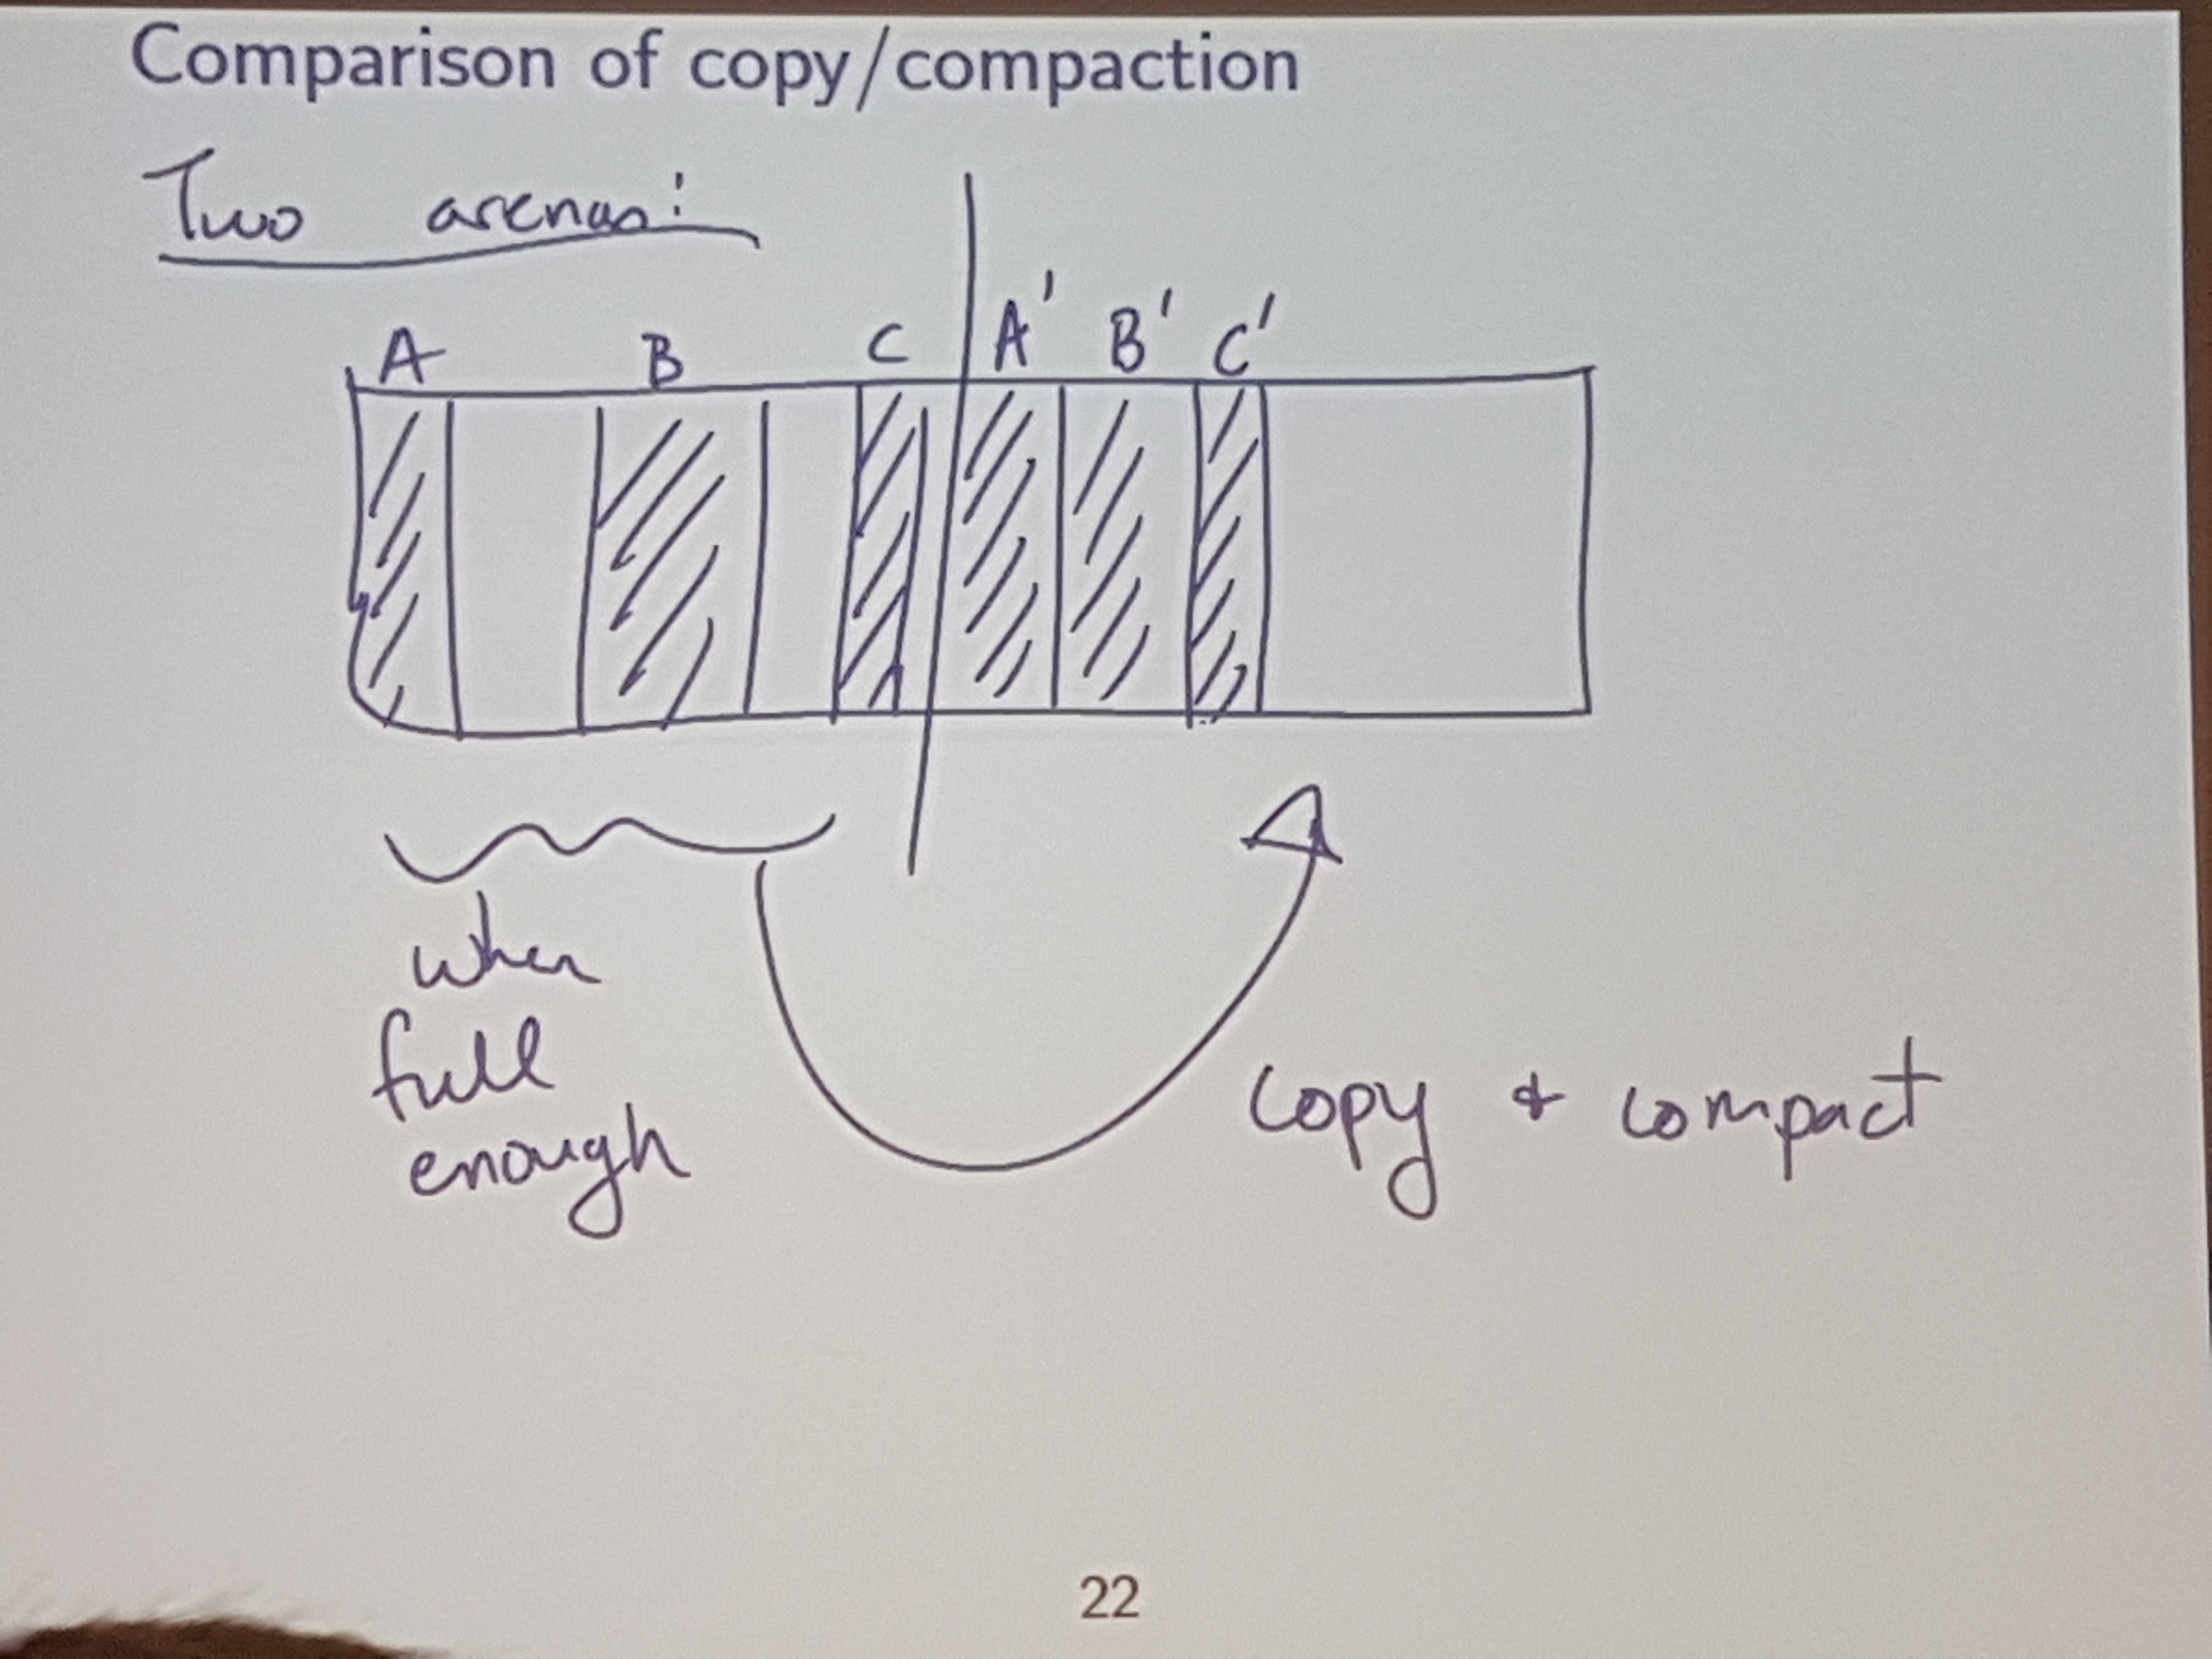 Comparison of copy/compaction
Two arenas:
A B C A' B' C'
when
full
enough
copy + compact
22